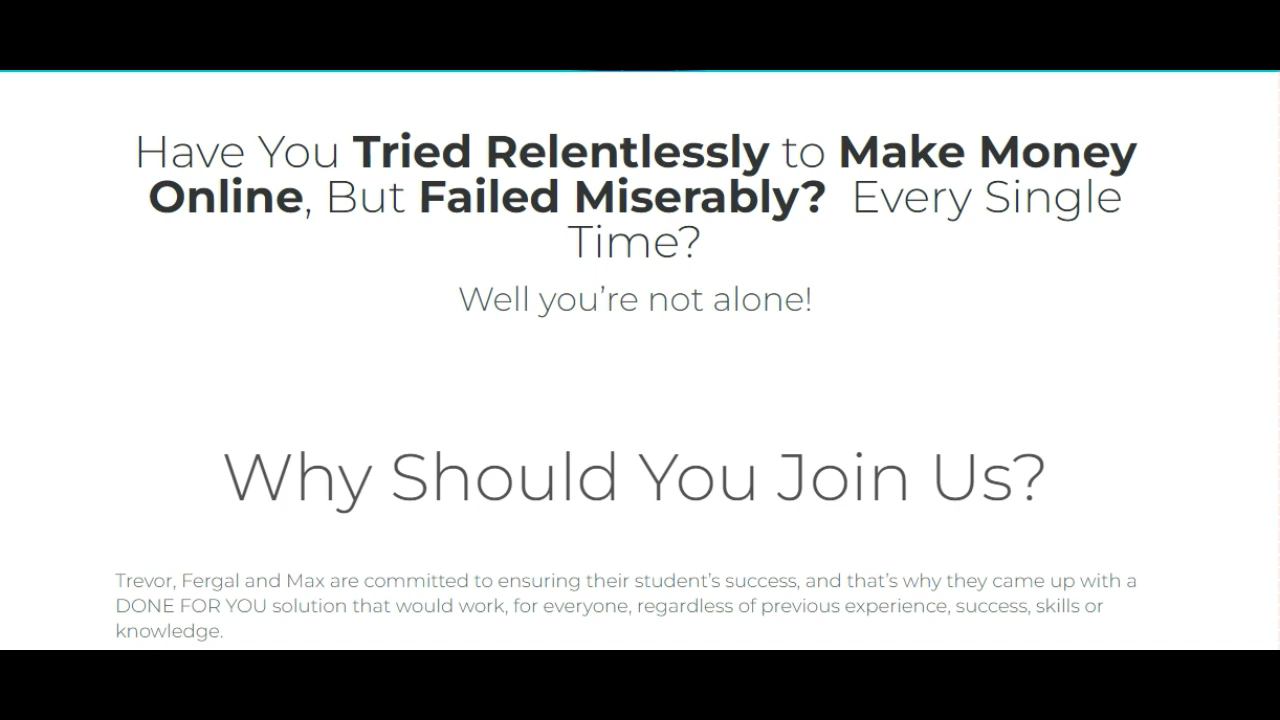 Have You Tried Relentlessly to Make Money
Online, But Failed Miserably? Every Single
Time?
Well you’re not alone!
Why Should You Join Us?
Trevor, Fergal and Max are committed to ensuring their student’s success, and that’s why they came up with a
DONE FOR YOU solution that would work, for everyone, regardless of previous experience, success, skills or
knowledge.